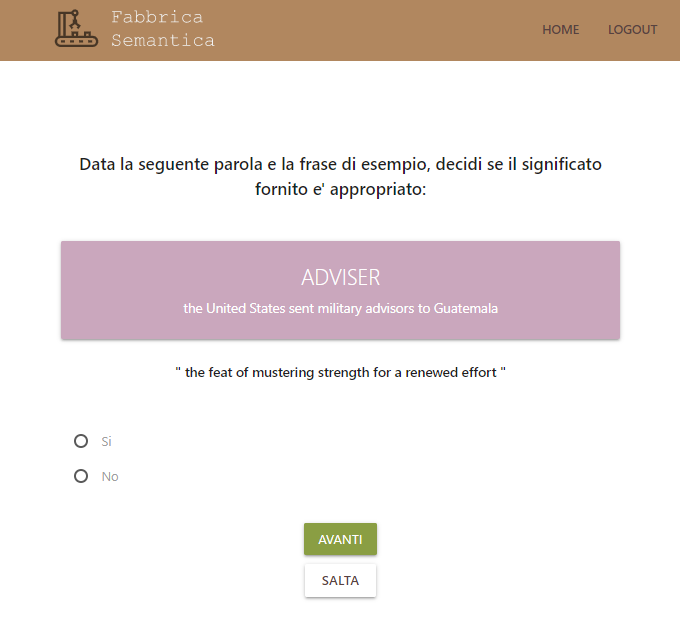 Fabbrica
Semantica
HOME
LOGOUT
Data la seguente parola e la frase di esempio, decidi se il significato
fornito e' appropriato:
ADVISER
the United States sent military advisors to Guatemala
" the feat of mustering strength for a renewed effort "
Si
No
AVANTI
SALTA